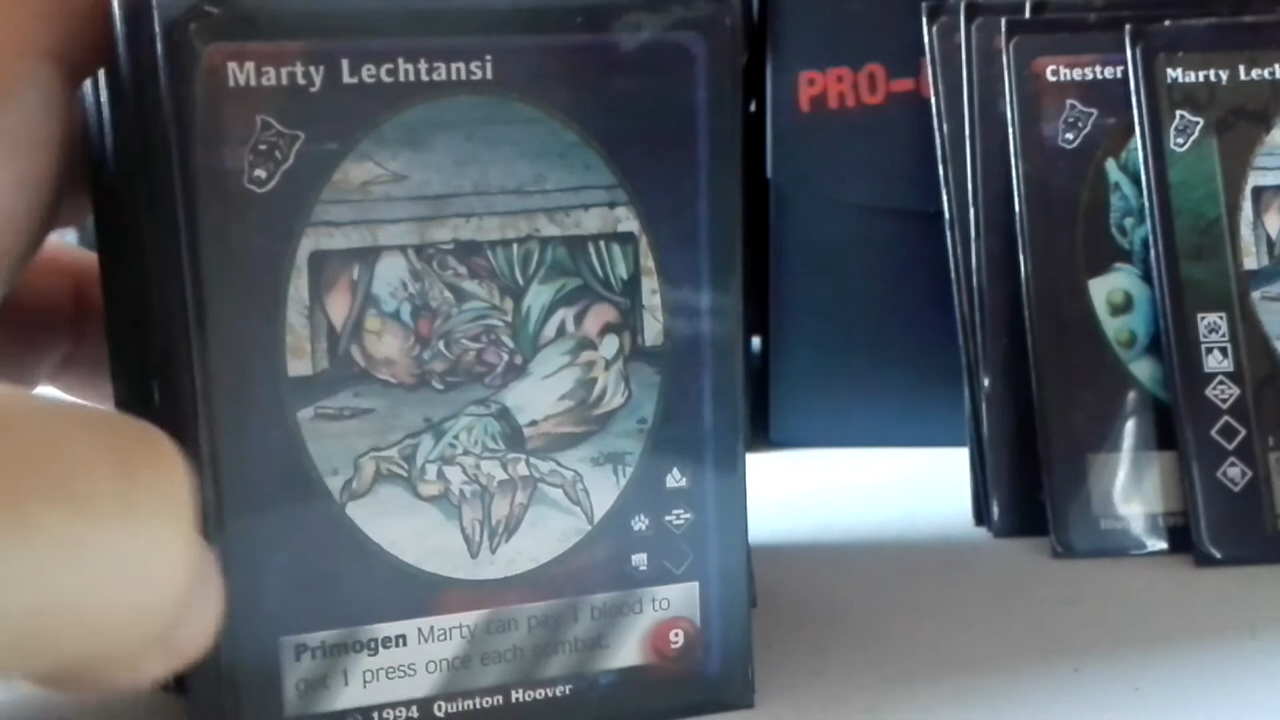 Marty Lechtansi
Primogen Marty can pay 1 blood to
get 1 press once each combat.
9
© 1994 Quinton Hoover
PRO-
Chester
Marty Lech